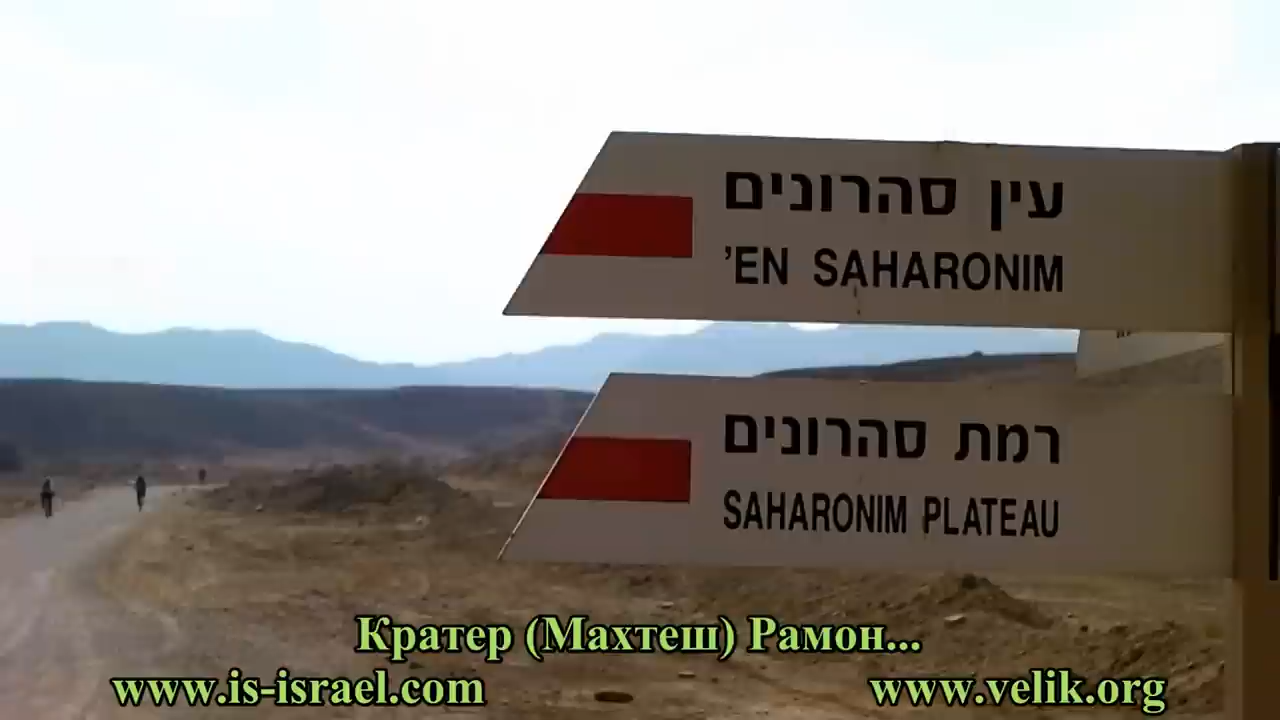 עין סהרונים
'EN SAHARONIM
רמת סהרונים
SAHARONIM PLATEAU
Кратер (Махтеш) Рамон...
www.is-israel.com
www.velik.org